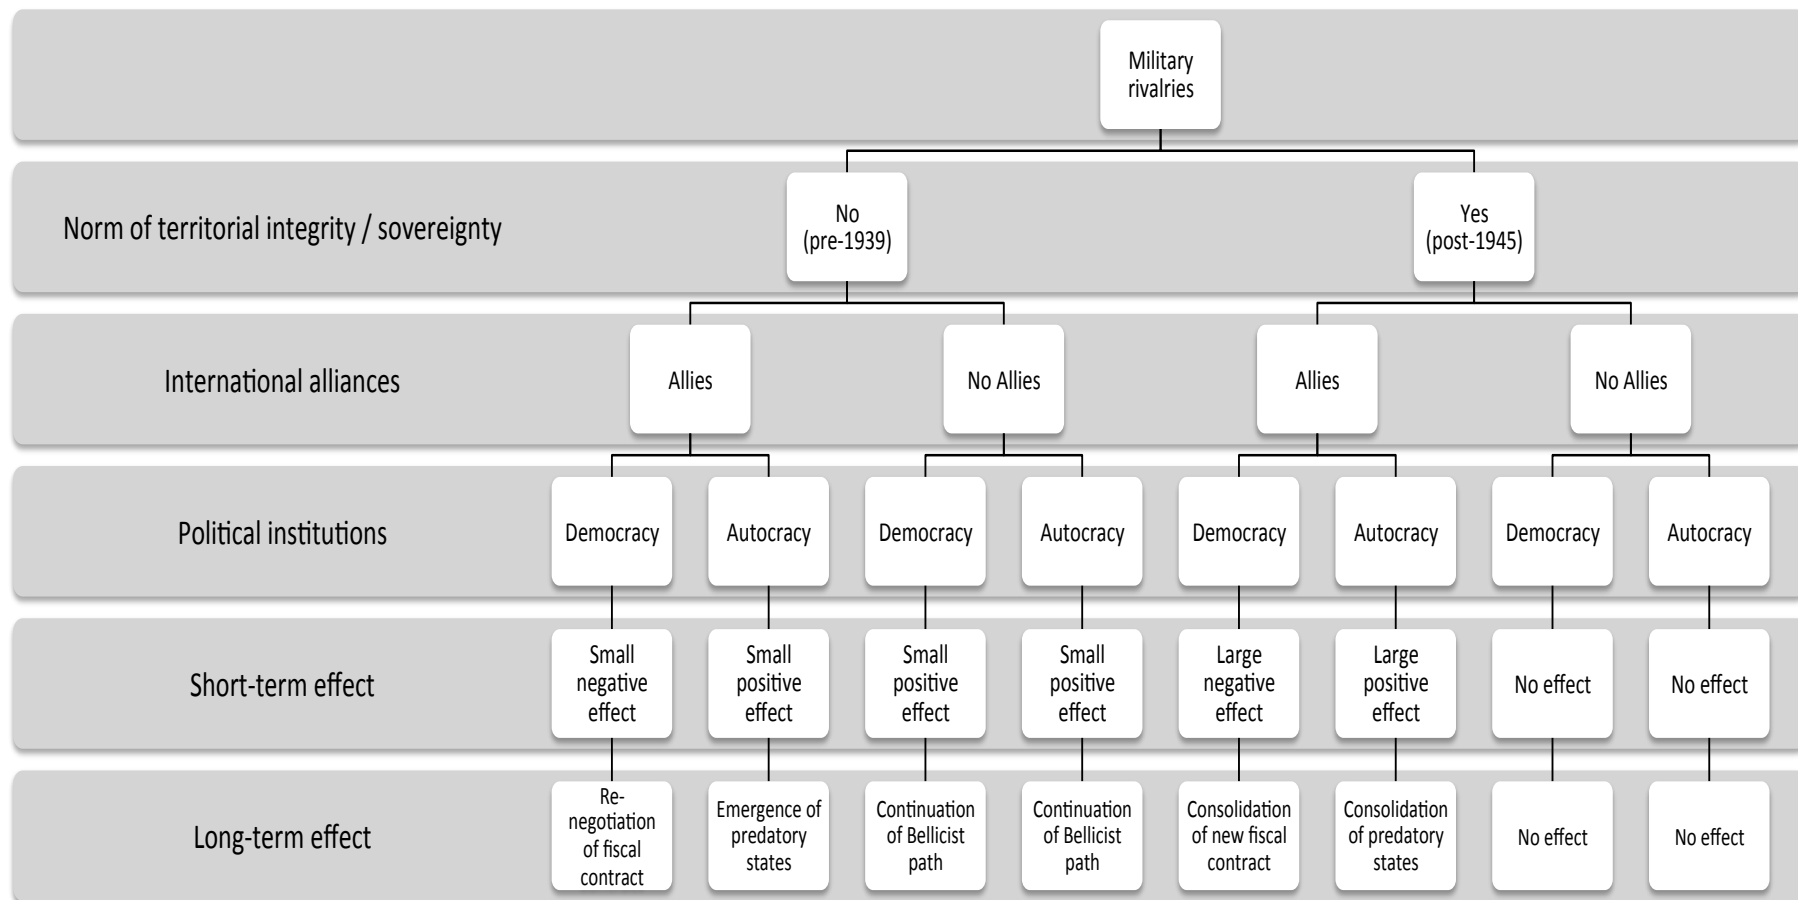 Military
rivalries
Norm of territorial integrity / sovereignty
No
(pre-1939)
Yes
(post-1945)
International alliances
Allies
No Allies
Allies
No Allies
Political institutions
Democracy
Autocracy
Democracy
Autocracy
Democracy
Autocracy
Democracy
Autocracy
Short-term effect
Small
negative
effect
Small
positive
effect
Small
positive
effect
Small
positive
effect
Large
negative
effect
Large
positive
effect
No effect
No effect
Long-term effect
Re-
negotiation
of fiscal
contract
Emergence of
predatory
states
Continuation
of Bellicist
path
Continuation
of Bellicist
path
Consolidation
of new fiscal
contract
Consolidation
of predatory
states
No effect
No effect